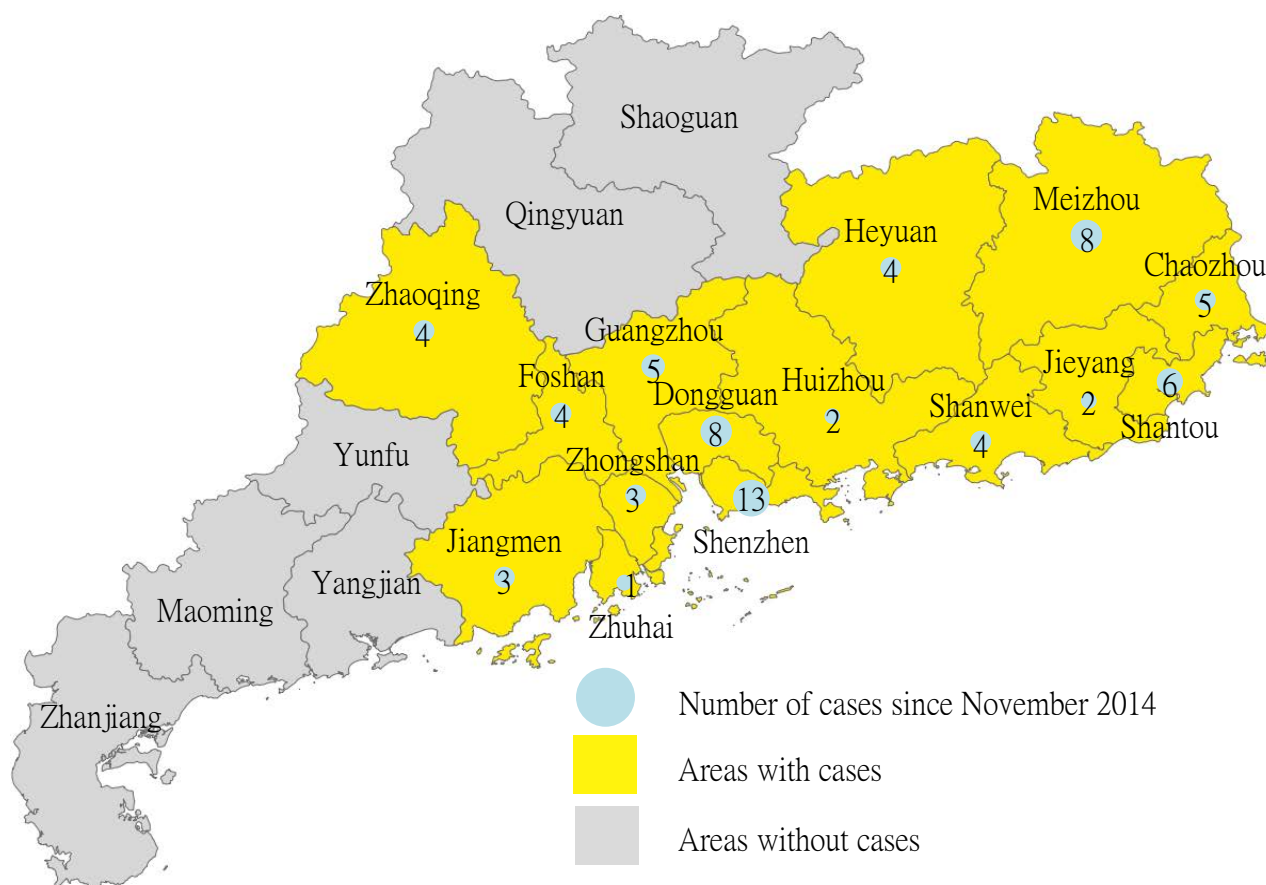 Shaoguan
Meizhou
8
Qingyuan
Heyuan
4
Chaozhou
5
Zhaoqing
4
Guangzhou
5
Jieyang
2
Foshan
4
Dongguan
8
Huizhou
2
Shanwei
4
6
Shantou
Yunfu
Zhongshan
3
13
Shenzhen
Jiangmen
3
Yangjian
1
Zhuhai
Maoming
Zhanjiang
Number of cases since November 2014
Areas with cases
Areas without cases